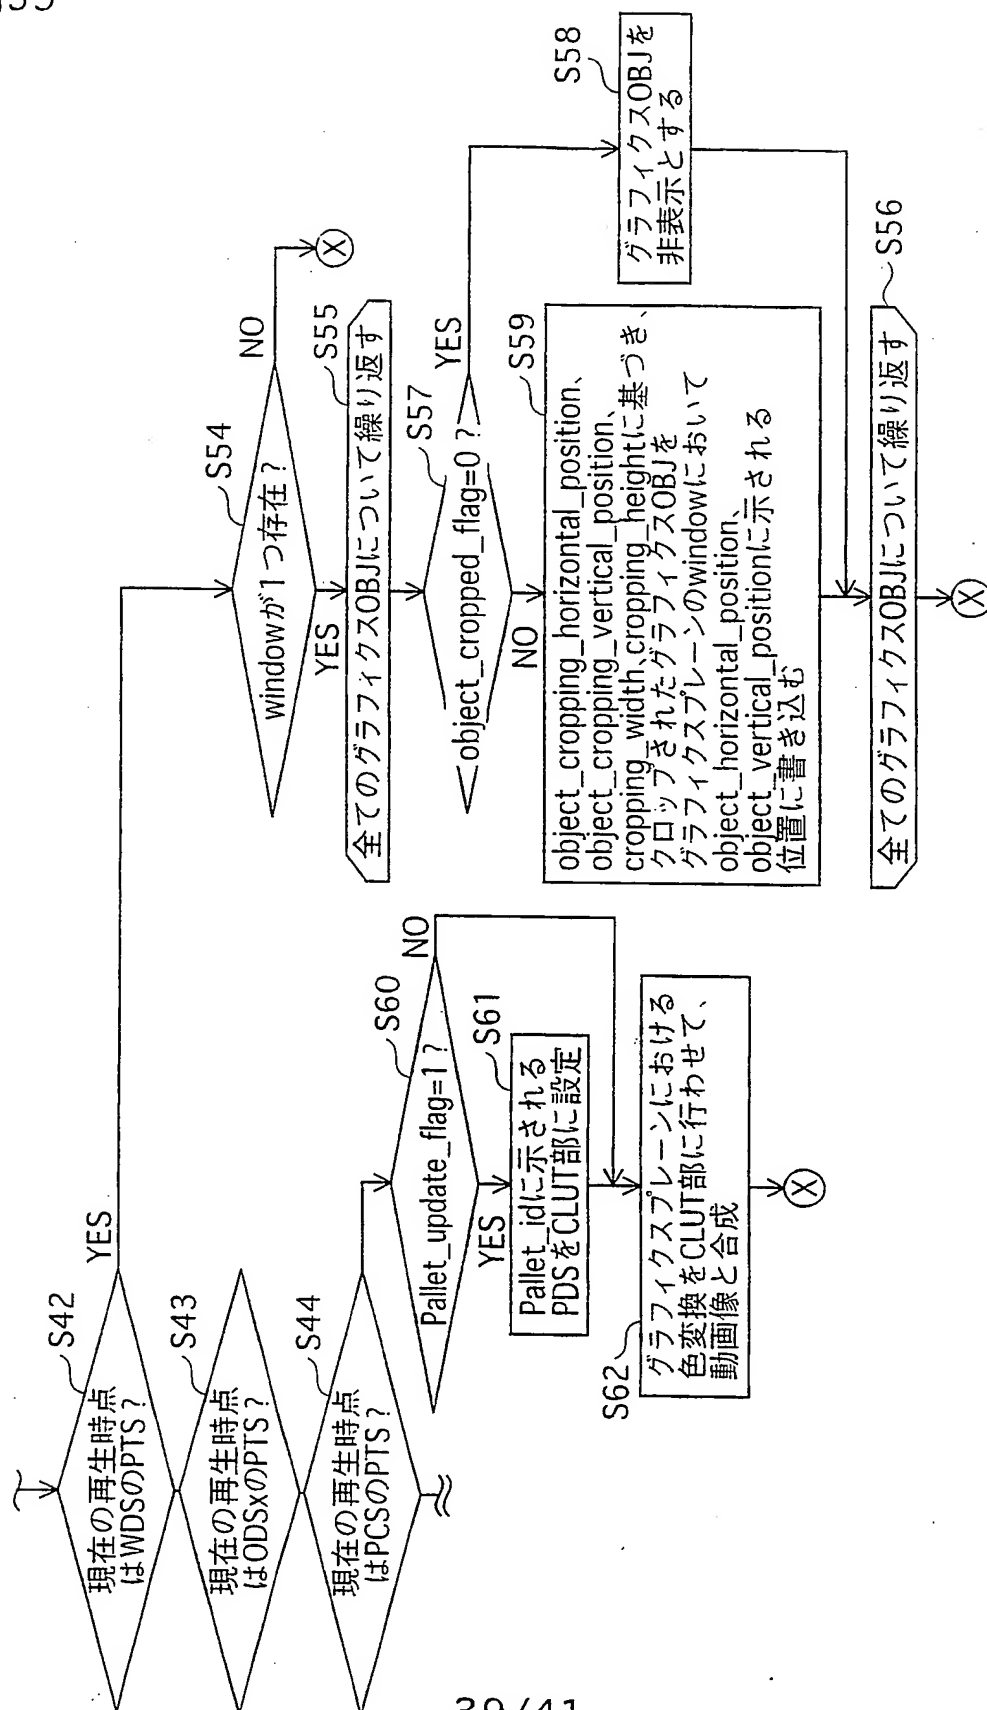 現在の再生時点
はWDSのPTS?
S42
YES
現在の再生時点
はODSxのPTS?
S43
現在の再生時点
はPCSのPTS?
S44
windowが1つ存在?
S54
NO
X
YES
全てのグラフィクスOBJについて繰り返す
S55
object_cropped_flag=0?
S57
YES
NO
グラフィクスOBJを
非表示とする
S58
object_cropping_horizontal_position、
object_cropping_vertical_position、
cropping_width、cropping_heightに基づき、
クロップされたグラフィクスOBJを
グラフィクスプレーンのwindowにおいて
object_horizontal_position、
object_vertical_positionに示される
位置に書き込む
S59
全てのグラフィクスOBJについて繰り返す
S56
X
Pallet_update_flag=1?
S60
NO
YES
Pallet_idに示される
PDSをCLUT部に設定
S61
グラフィクスプレーンにおける
色変換をCLUT部に行わせて、
動画像と合成
S62
X